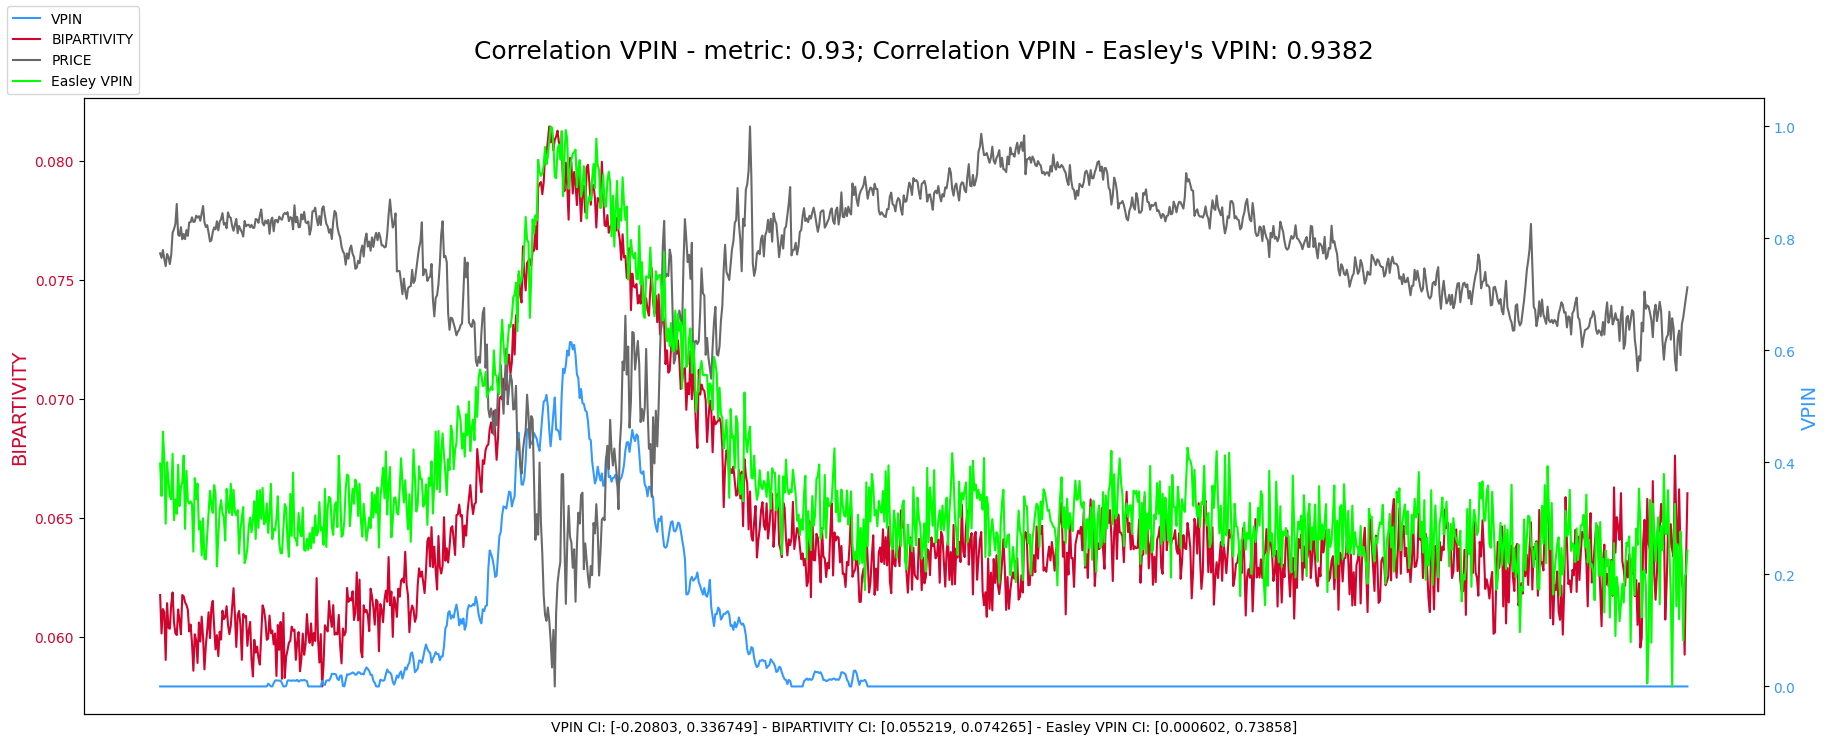 VPIN
BIPARTIVITY
PRICE
Easley VPIN
Correlation VPIN - metric: 0.93; Correlation VPIN - Easley's VPIN: 0.9382
BIPARTIVITY
0.080
0.075
0.070
0.065
0.060
1.0
0.8
0.6
0.4
0.2
0.0
VPIN
VPIN CI: [-0.20803, 0.336749] - BIPARTIVITY CI: [0.055219, 0.074265] - Easley VPIN CI: [0.000602, 0.73858]